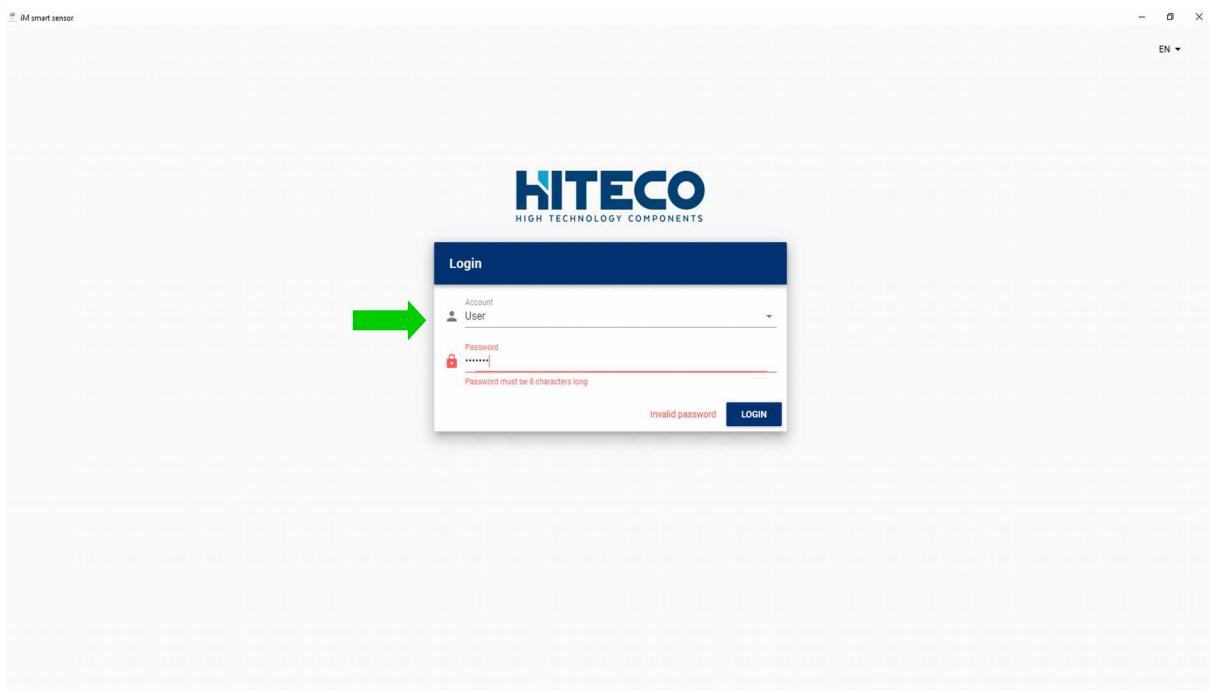 iM smart sensor
EN
HITECO
HIGH TECHNOLOGY COMPONENTS
Login
Account
User
Password
•••••••
Password must be 8 characters long
Invalid password LOGIN